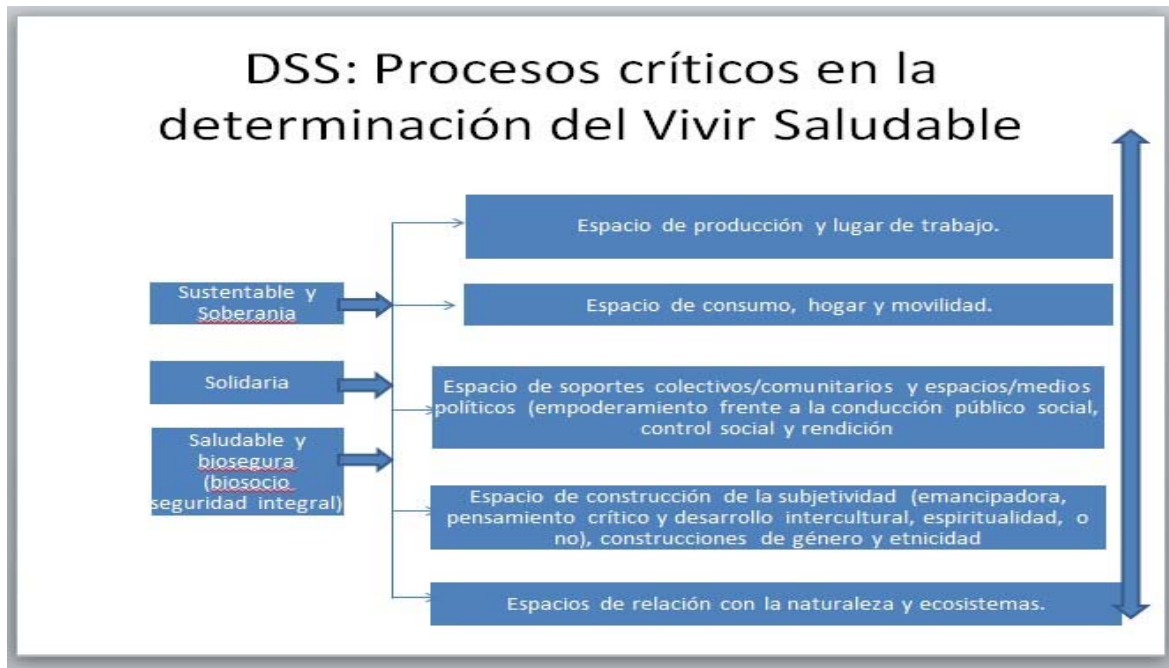 DSS: Procesos críticos en la
determinación del Vivir Saludable
Espacio de producción y lugar de trabajo.
Sustentable y
Soberania
Espacio de consumo, hogar y movilidad.
Solidaria
Espacio de soportes colectivos/comunitarios y espacios/medios
políticos (empoderamiento frente a la conducción público social,
control social y rendición
Saludable y
biosegura
(biosocio
seguridad integral)
Espacio de construcción de la subjetividad (emancipadora,
pensamiento crítico y desarrollo intercultural, espiritualidad, o
no), construcciones de género y etnicidad
Espacios de relación con la naturaleza y ecosistemas.